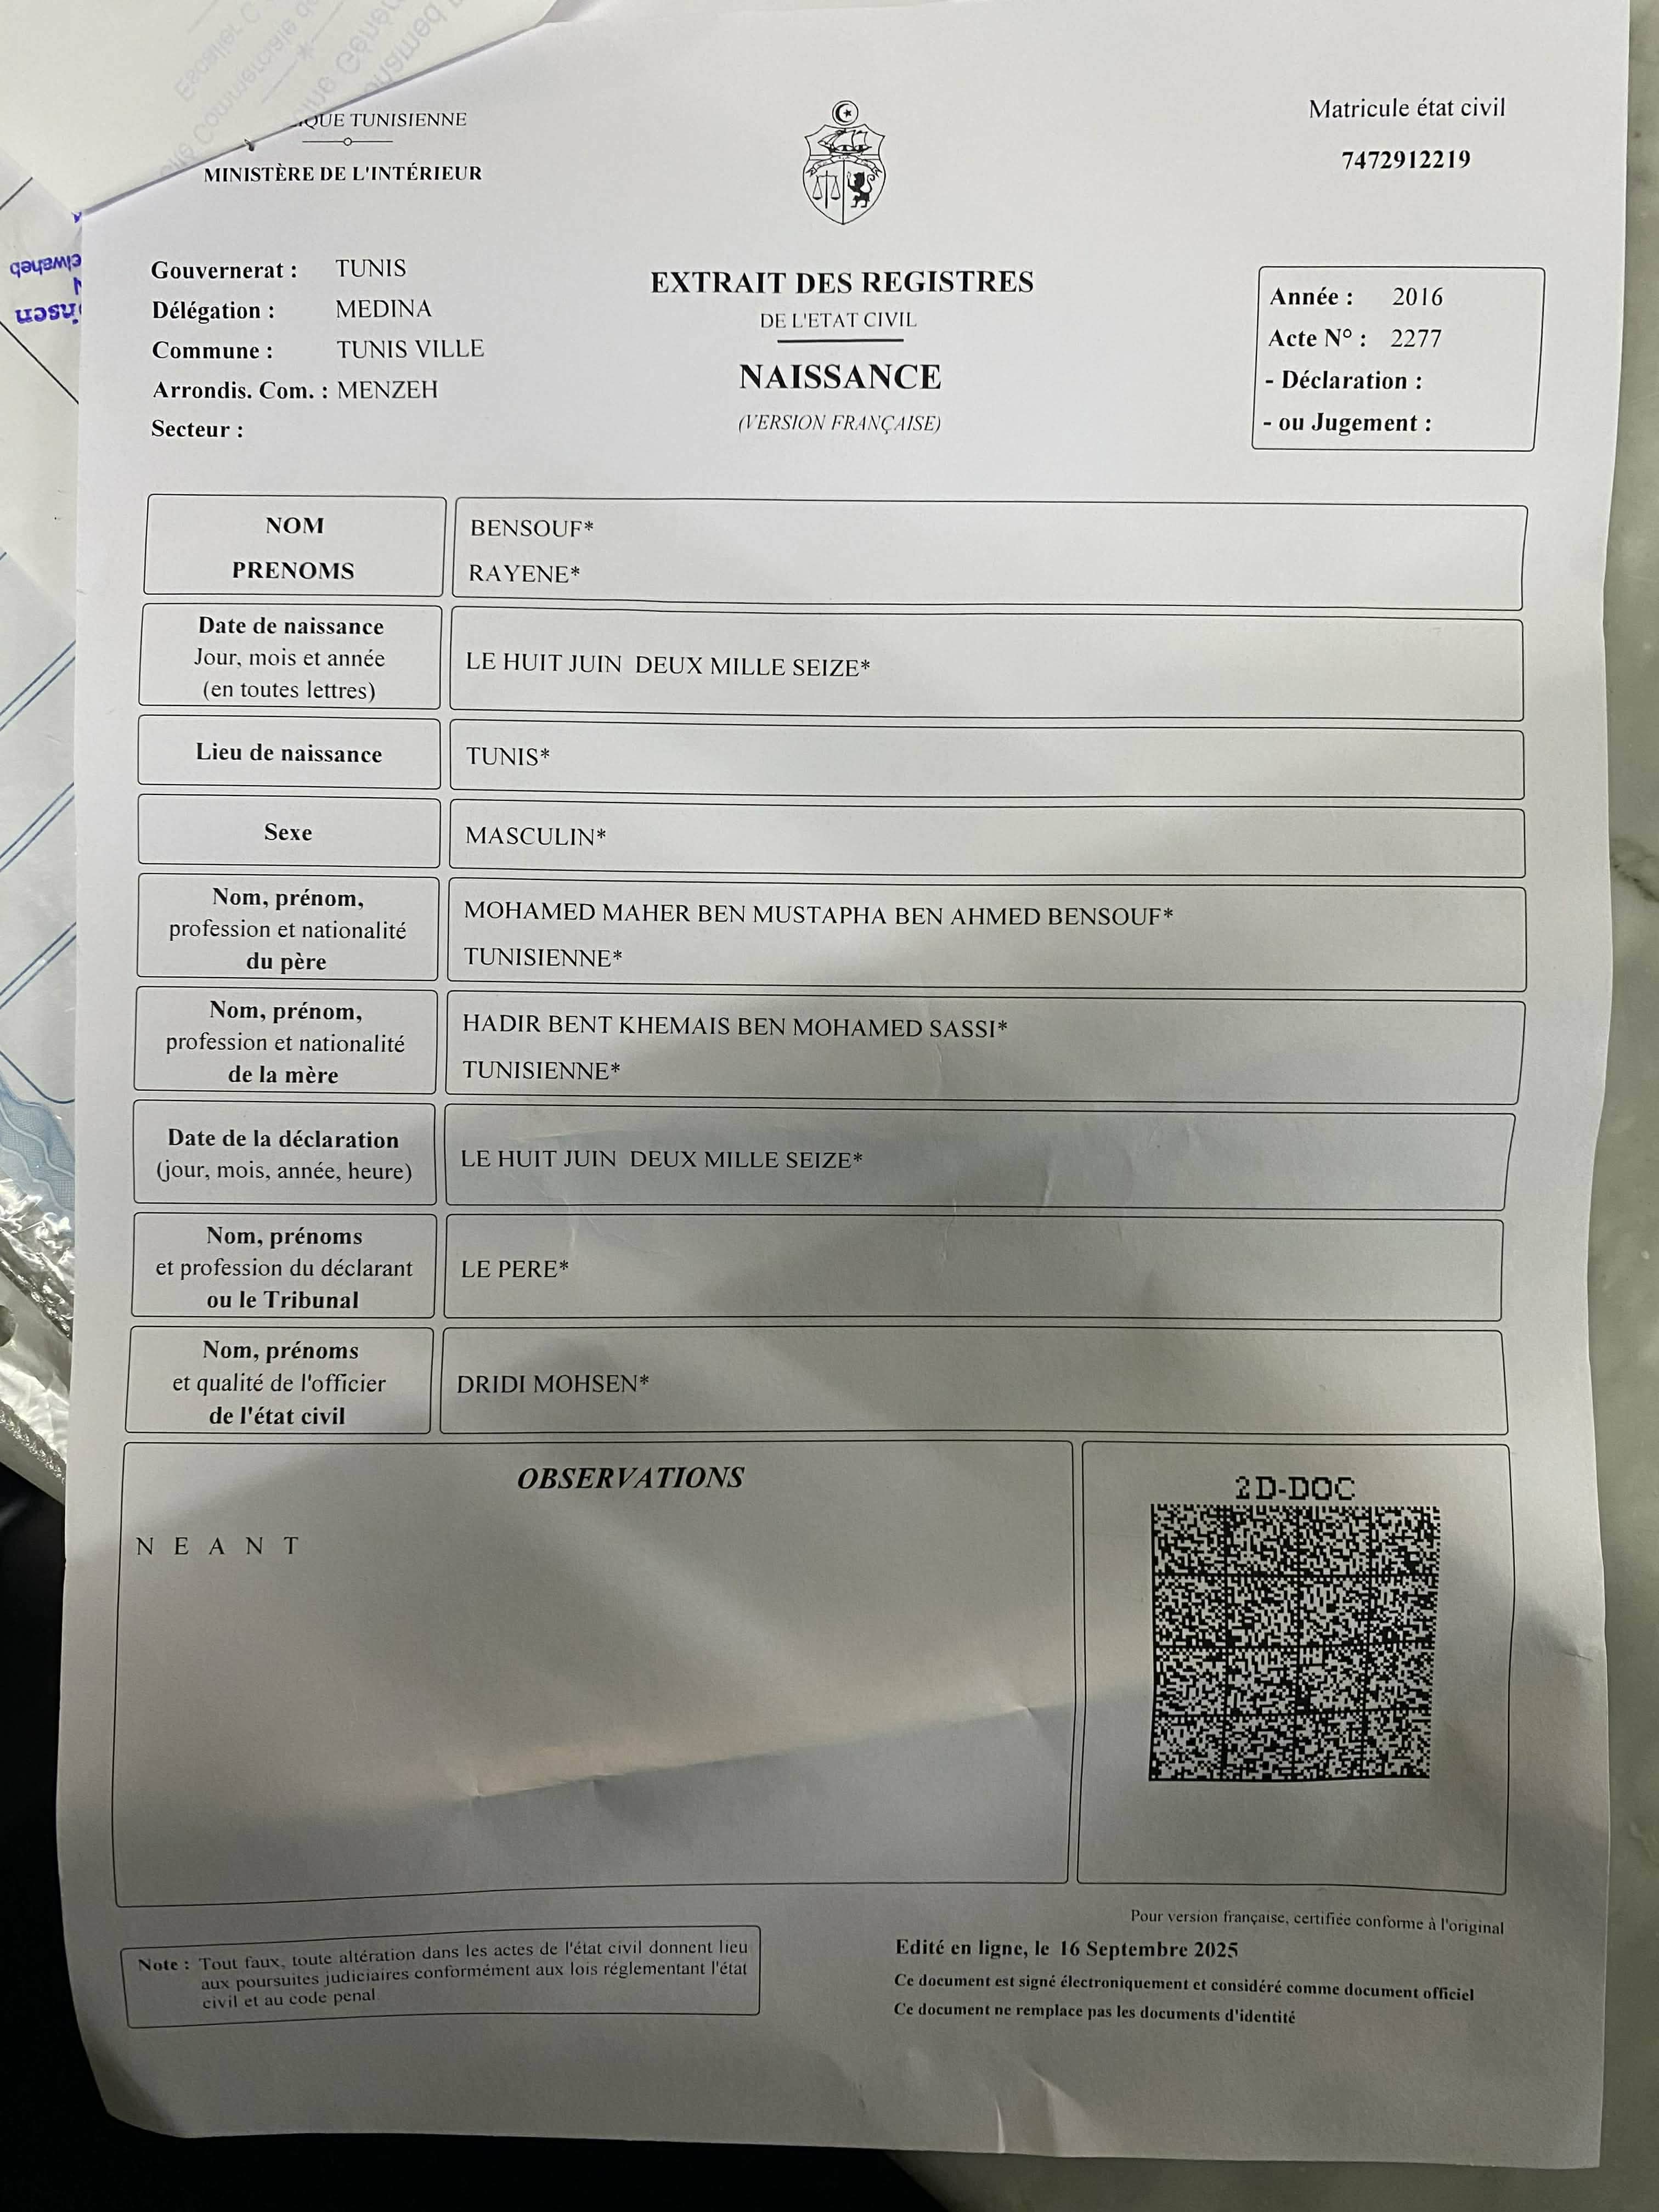 TUNISIENNE
MINISTÈRE DE L'INTÉRIEUR
Matricule état civil
7472912219
Gouvernerat : TUNIS
Délégation : MEDINA
Commune : TUNIS VILLE
Arrondis. Com. : MENZEH
Secteur :
EXTRAIT DES REGISTRES
DE L'ETAT CIVIL
NAISSANCE
(VERSION FRANÇAISE)
Année : 2016
Acte N° : 2277
- Déclaration :
- ou Jugement :
NOM
BENSOUF*
PRENOMS
RAYENE*
Date de naissance
Jour, mois et année
(en toutes lettres)
LE HUIT JUIN DEUX MILLE SEIZE*
Lieu de naissance
TUNIS*
Sexe
MASCULIN*
Nom, prénom,
profession et nationalité
du père
MOHAMED MAHER BEN MUSTAPHA BEN AHMED BENSOUF*
TUNISIENNE*
Nom, prénom,
profession et nationalité
de la mère
HADIR BENT KHEMAIS BEN MOHAMED SASSI*
TUNISIENNE*
Date de la déclaration
(jour, mois, année, heure)
LE HUIT JUIN DEUX MILLE SEIZE*
Nom, prénoms
et profession du déclarant
ou le Tribunal
LE PERE*
Nom, prénoms
et qualité de l'officier
de l'état civil
DRIDI MOHSEN*
OBSERVATIONS
N E A N T
2D-DOC
Pour version française, certifiée conforme à l'original
Edité en ligne, le 16 Septembre 2025
Ce document est signé électroniquement et considéré comme document officiel
Ce document ne remplace pas les documents d'identité
Note : Tout faux, toute altération dans les actes de l'état civil donnent lieu
aux poursuites judiciaires conformément aux lois réglementant l'état
civil et au code penal